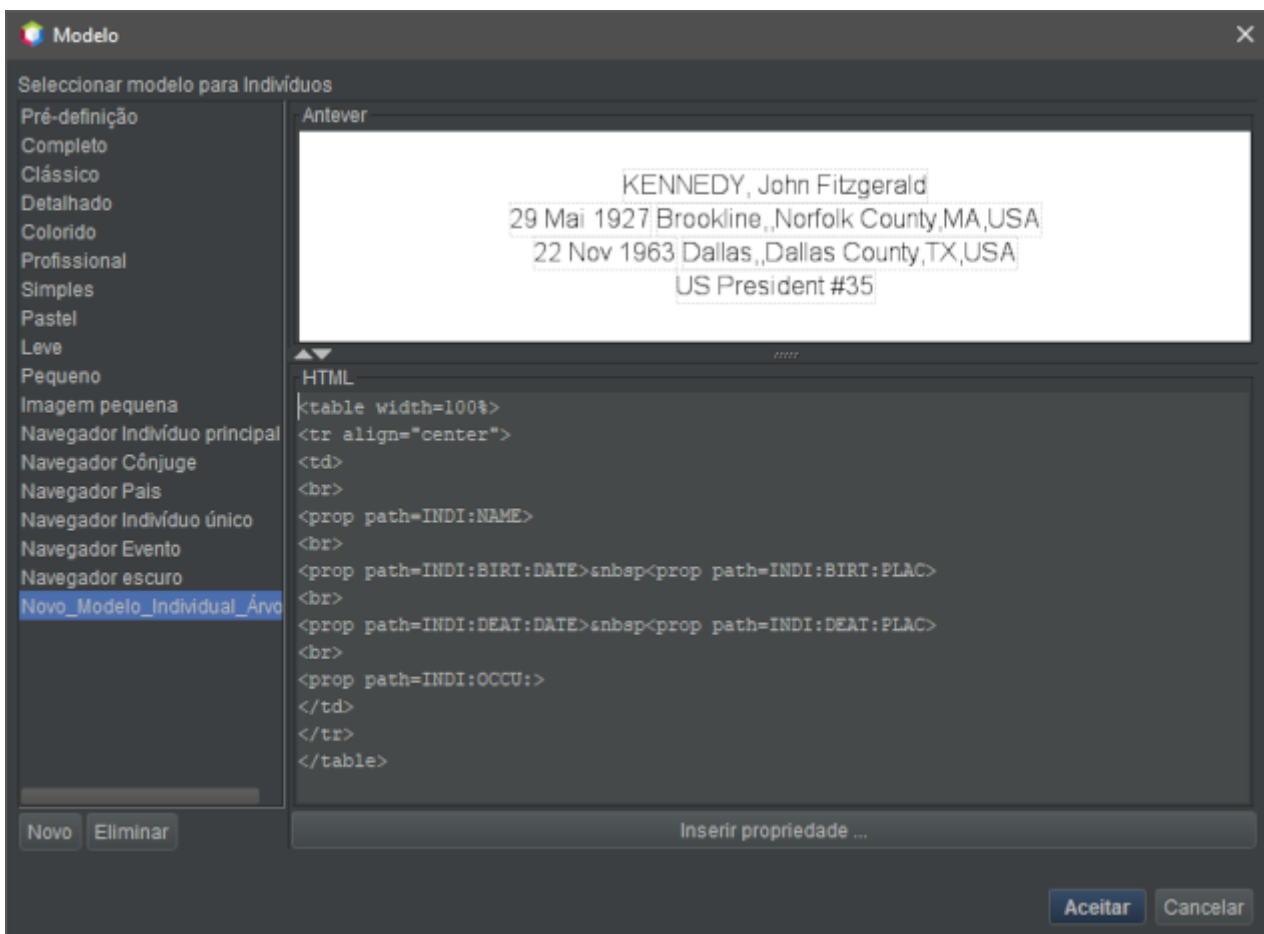 Modelo
Seleccionar modelo para Indivíduos
Pré-definição
Completo
Clássico
Detalhado
Colorido
Profissional
Simples
Pastel
Leve
Pequeno
Imagem pequena
Navegador Indivíduo principal
Navegador Cônjuge
Navegador Pais
Navegador Indivíduo único
Navegador Evento
Navegador escuro
Novo_Modelo_Individual_Árvo
Novo
Eliminar
Antever
KENNEDY, John Fitzgerald
29 Mai 1927 Brookline,,Norfolk County,MA,USA
22 Nov 1963 Dallas,,Dallas County,TX,USA
US President #35
HTML
<table width=100%>
<tr align="center">
<td>
<br>
<prop path=INDI:NAME>
<br>
<prop path=INDI:BIRT:DATE>&nbsp<prop path=INDI:BIRT:PLAC>
<br>
<prop path=INDI:DEAT:DATE>&nbsp<prop path=INDI:DEAT:PLAC>
<br>
<prop path=INDI:OCCU:>
</td>
</tr>
</table>
Inserir propriedade ...
Aceitar
Cancelar